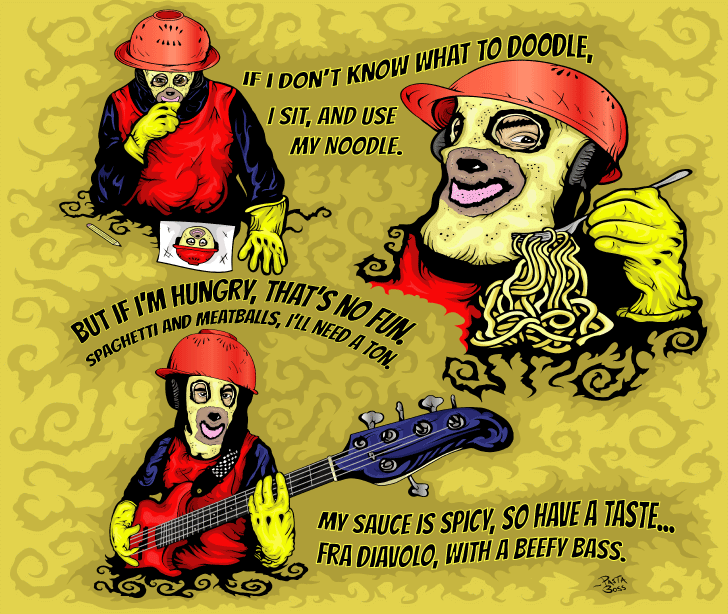 IF I DON'T KNOW WHAT TO DOODLE,
I SIT, AND USE
MY NOODLE.
BUT IF I'M HUNGRY, THAT'S NO FUN.
SPAGHETTI AND MEATBALLS, I'LL NEED A TON.
MY SAUCE IS SPICY, SO HAVE A TASTE...
FRA DIAVOLO, WITH A BEEFY BASS.
PASTA
BOSS